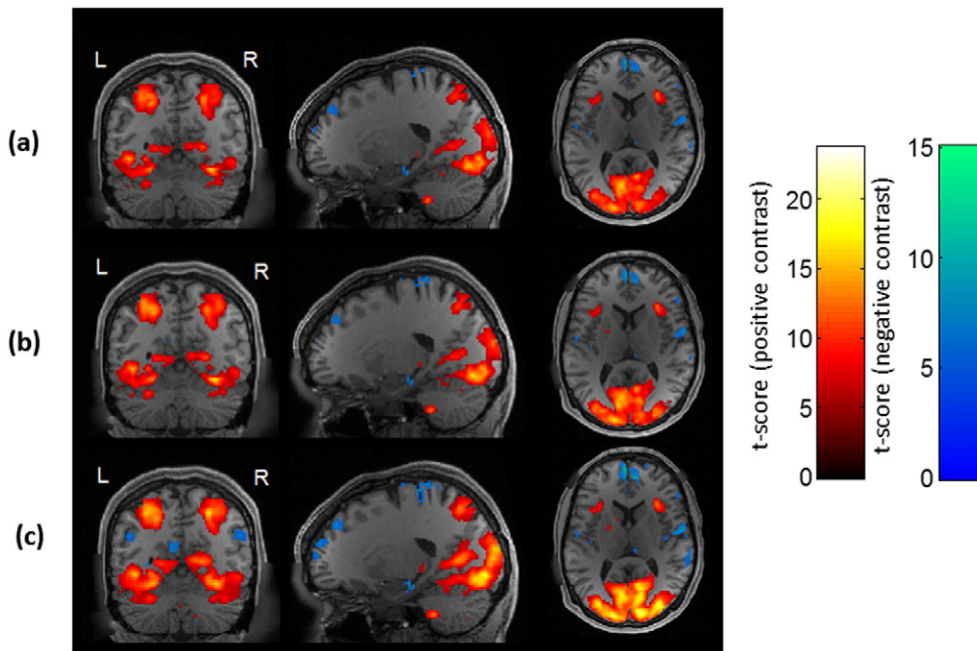 L R
(a)
L R
(b)
L R
(c)
t-score (positive contrast)
20
15
10
5
0
t-score (negative contrast)
15
10
5
0